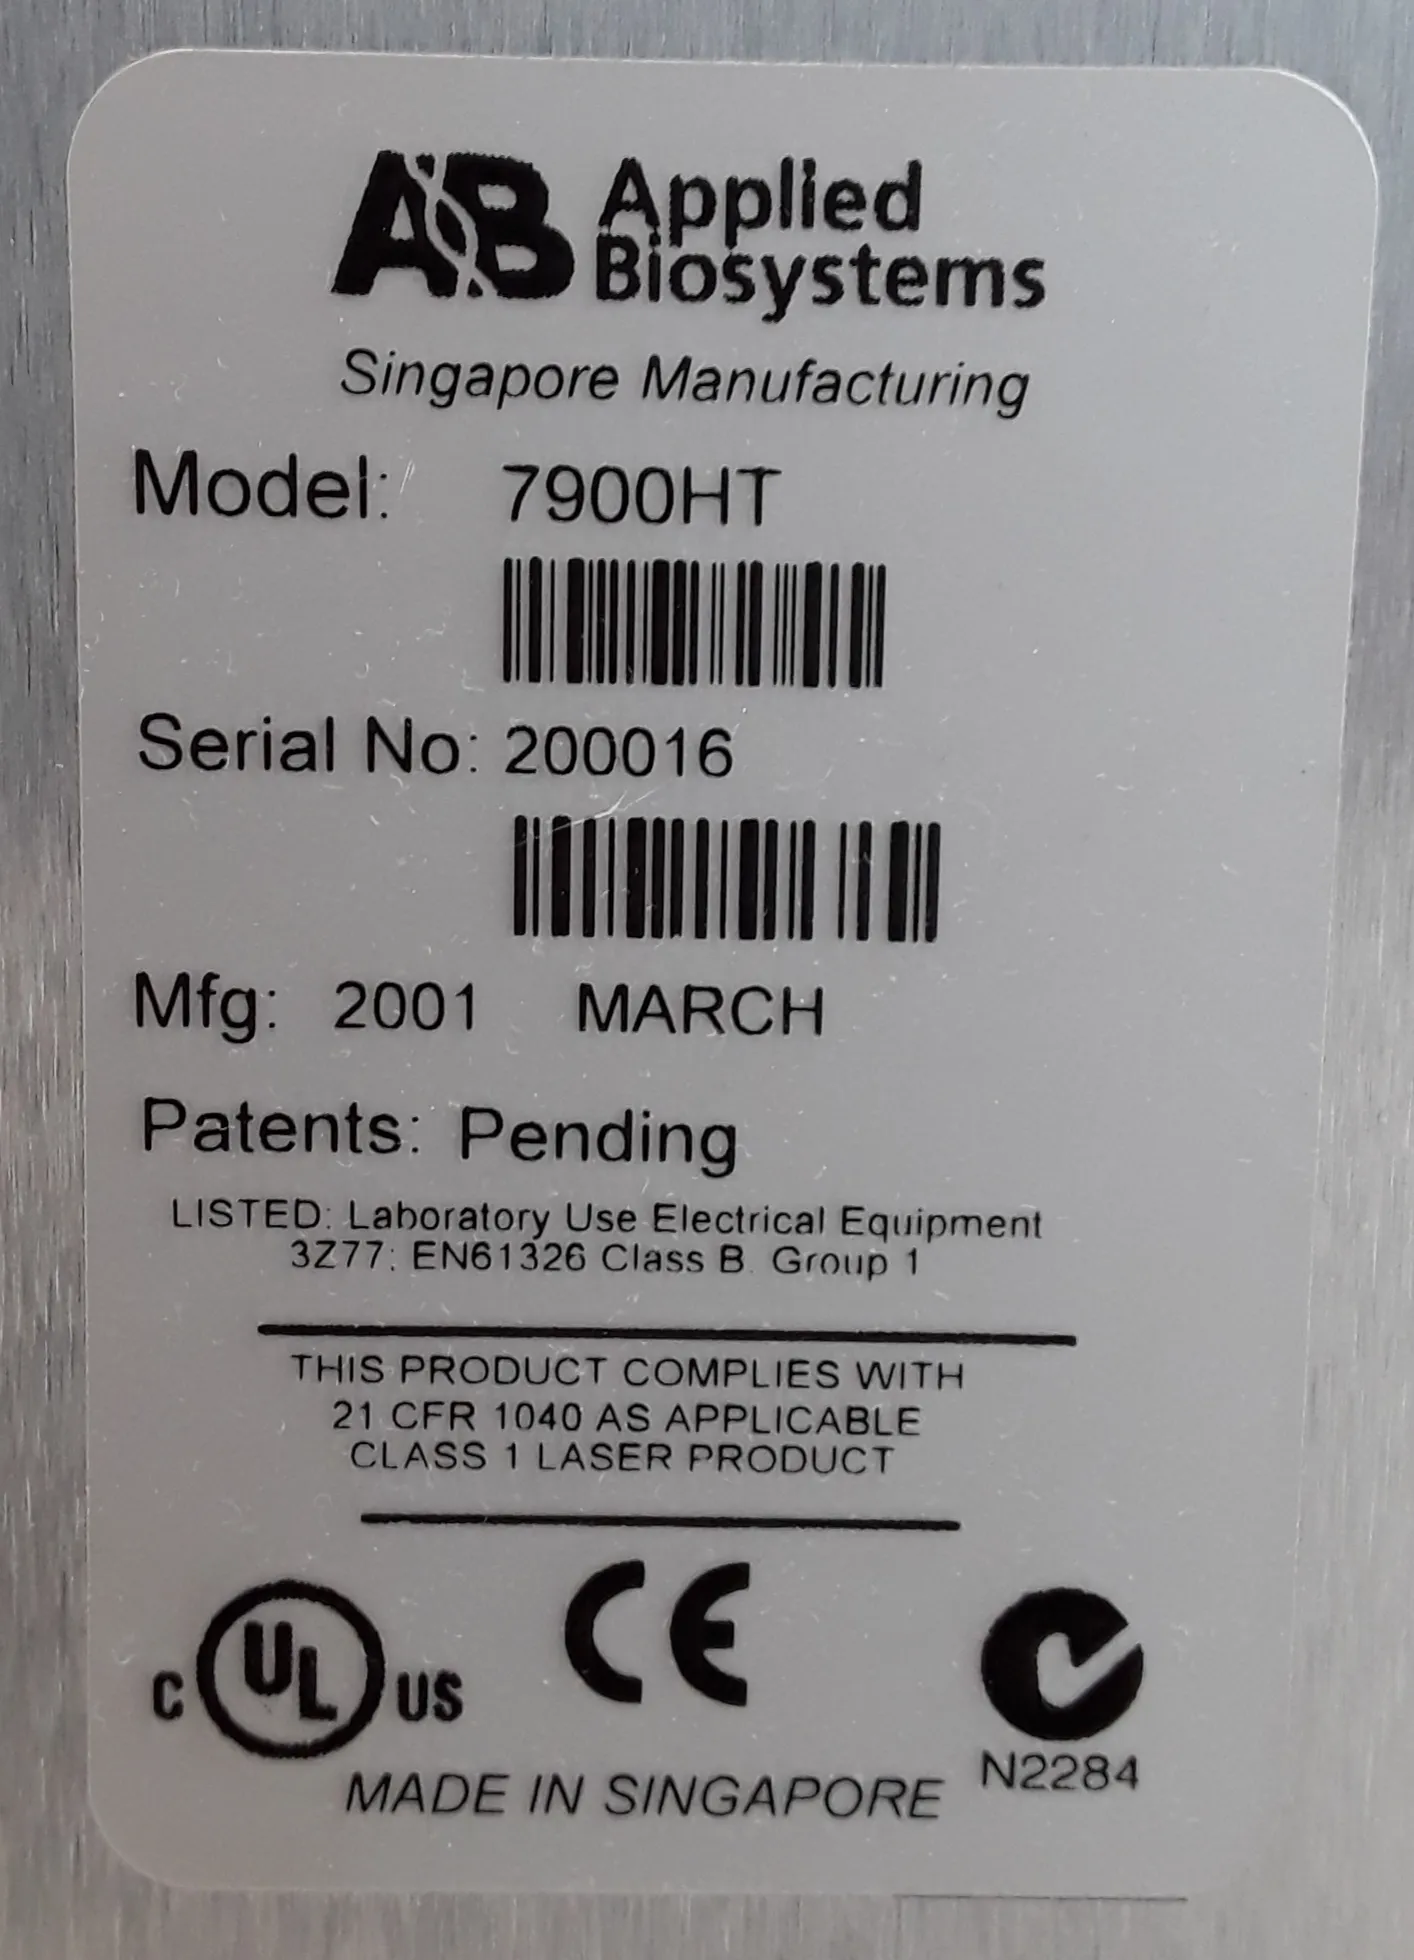 AB Applied
Biosystems
Singapore Manufacturing
Model: 7900HT
Serial No: 200016
Mfg: 2001 MARCH
Patents: Pending
LISTED: Laboratory Use Electrical Equipment
3Z77: EN61326 Class B. Group 1
THIS PRODUCT COMPLIES WITH
21 CFR 1040 AS APPLICABLE
CLASS 1 LASER PRODUCT
C UL US CE
N2284
MADE IN SINGAPORE